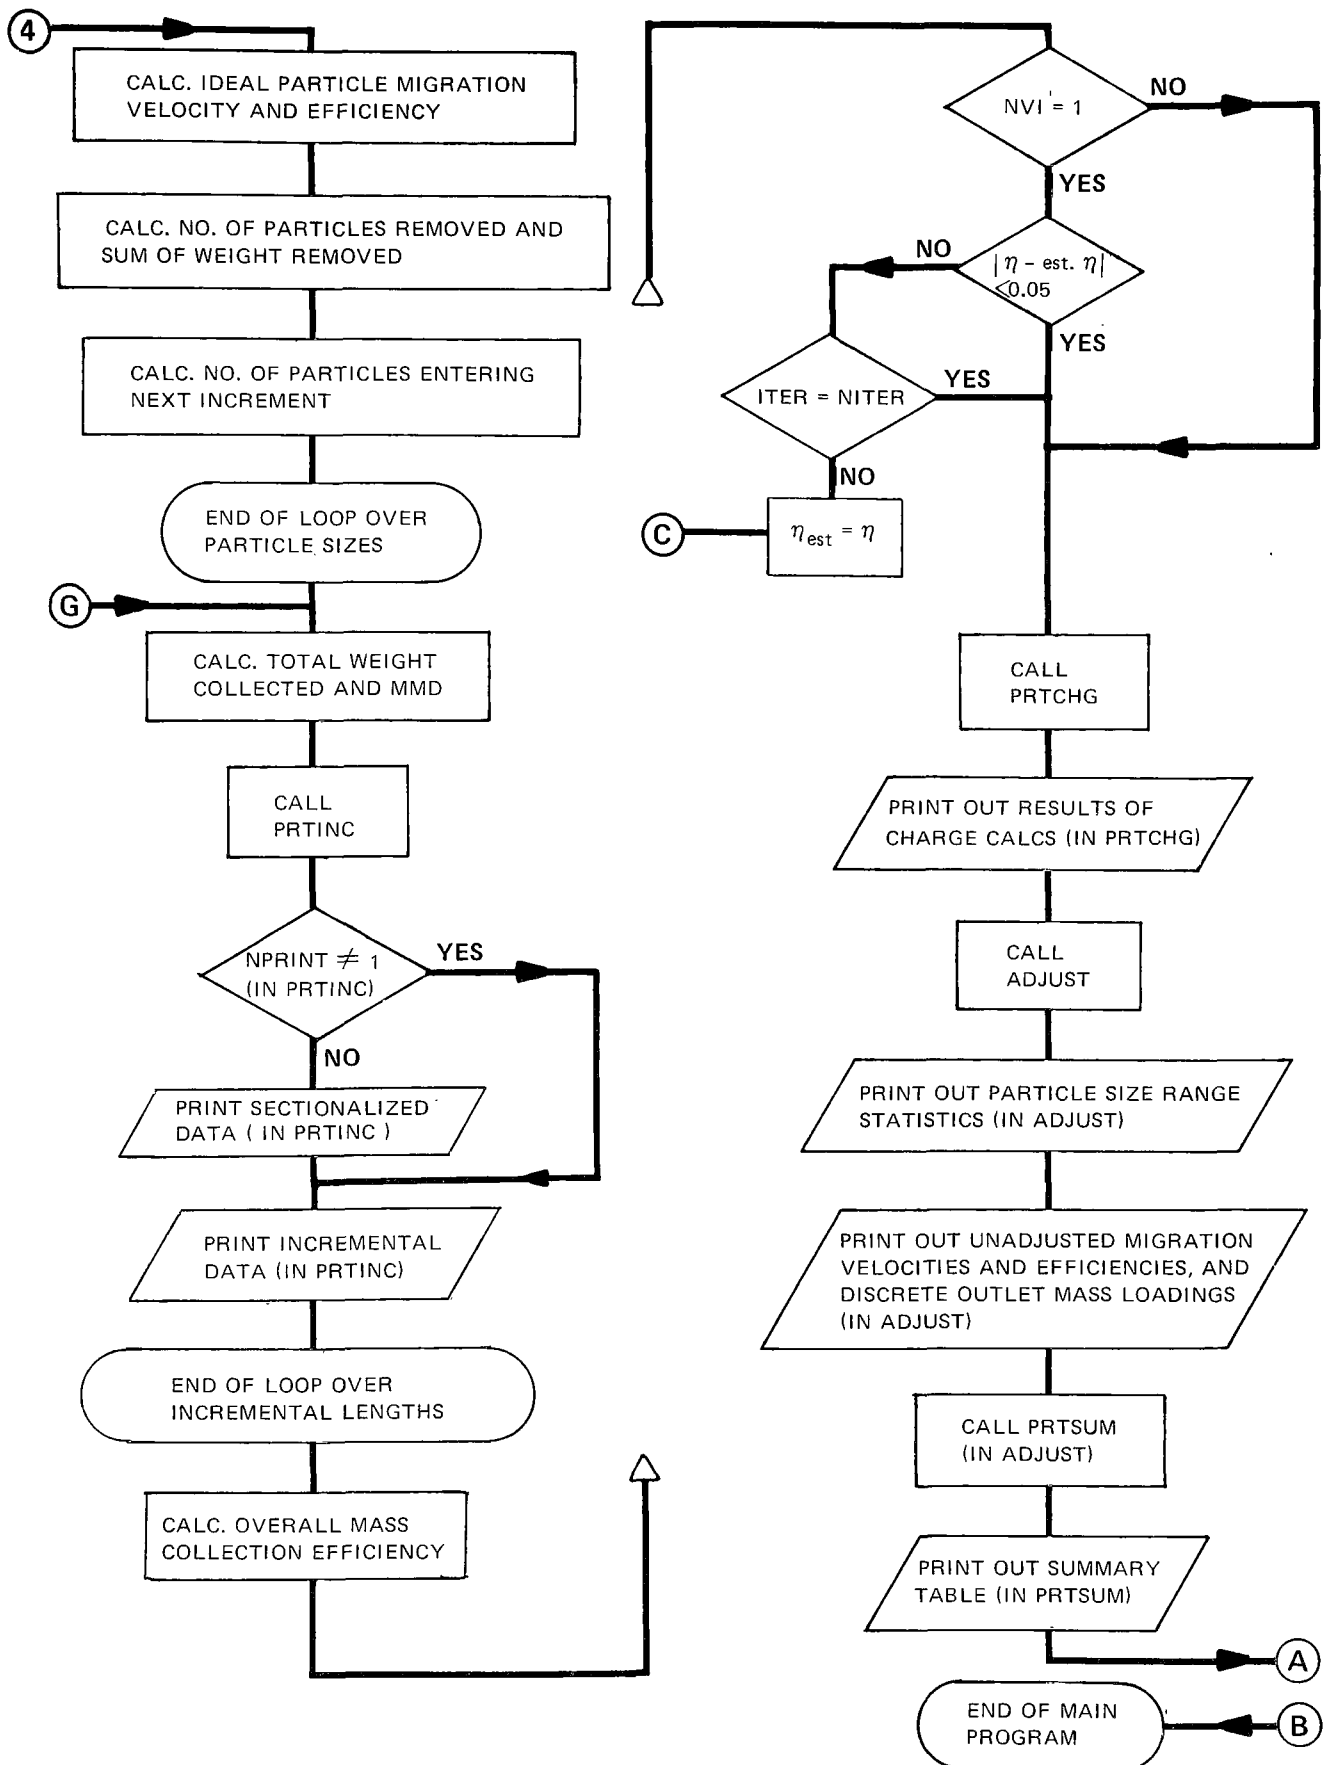 4
CALC. IDEAL PARTICLE MIGRATION
VELOCITY AND EFFICIENCY
CALC. NO. OF PARTICLES REMOVED AND
SUM OF WEIGHT REMOVED
CALC. NO. OF PARTICLES ENTERING
NEXT INCREMENT
END OF LOOP OVER
PARTICLE SIZES
G
CALC. TOTAL WEIGHT
COLLECTED AND MMD
CALL
PRTINC
NPRINT ≠ 1
(IN PRTINC)
YES
NO
PRINT SECTIONALIZED
DATA ( IN PRTINC )
PRINT INCREMENTAL
DATA (IN PRTINC)
END OF LOOP OVER
INCREMENTAL LENGTHS
CALC. OVERALL MASS
COLLECTION EFFICIENCY
NVI = 1
NO
YES
| η – est. η |
<0.05
NO
YES
ITER = NITER
YES
NO
C
η est = η
CALL
PRTCHG
PRINT OUT RESULTS OF
CHARGE CALCS (IN PRTCHG)
CALL
ADJUST
PRINT OUT PARTICLE SIZE RANGE
STATISTICS (IN ADJUST)
PRINT OUT UNADJUSTED MIGRATION
VELOCITIES AND EFFICIENCIES, AND
DISCRETE OUTLET MASS LOADINGS
(IN ADJUST)
CALL PRTSUM
(IN ADJUST)
PRINT OUT SUMMARY
TABLE (IN PRTSUM)
A
END OF MAIN
PROGRAM
B